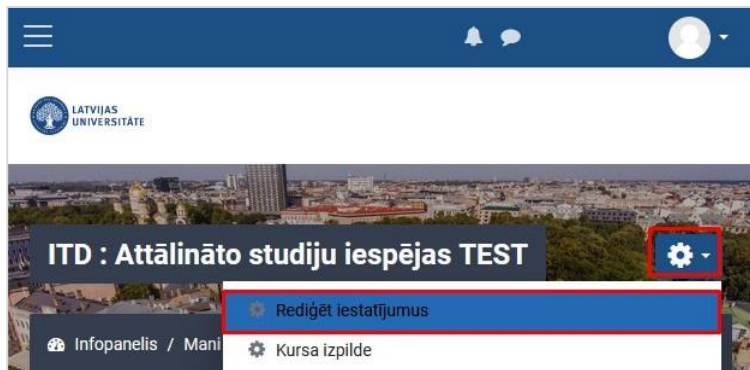 LATVIJAS
UNIVERSITĀTE
ITD : Attālināto studiju iespējas TEST
Rediģēt iestatījumus
Infopanelis / Mani
Kursa izpilde